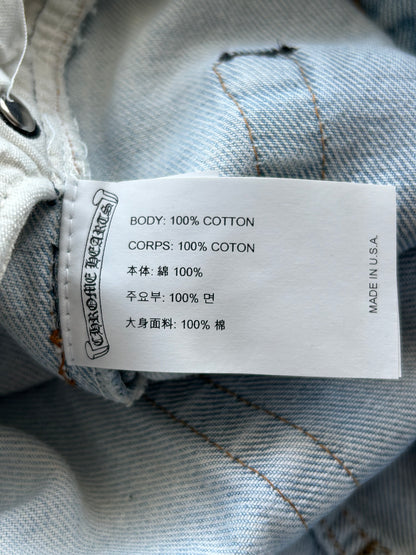 CHROME HEARTS
BODY: 100% COTTON
CORPS: 100% COTON
本体: 綿 100%
주요부: 100% 면
大身面料: 100% 棉
MADE IN U.S.A.